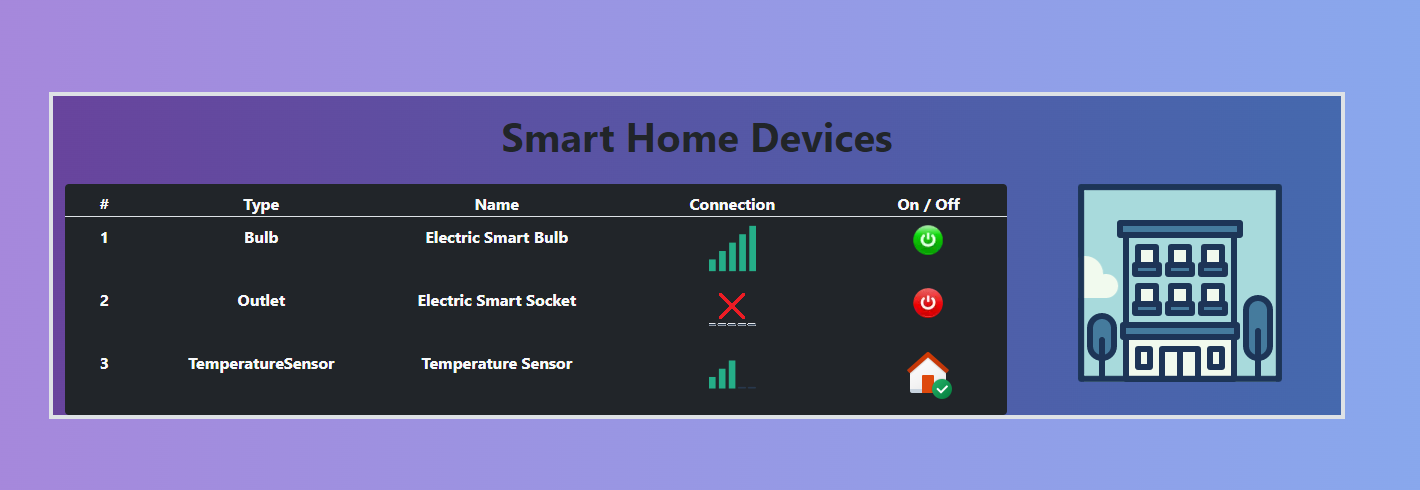 Smart Home Devices
# Type Name Connection On / Off
1 Bulb Electric Smart Bulb
2 Outlet Electric Smart Socket
3 TemperatureSensor Temperature Sensor